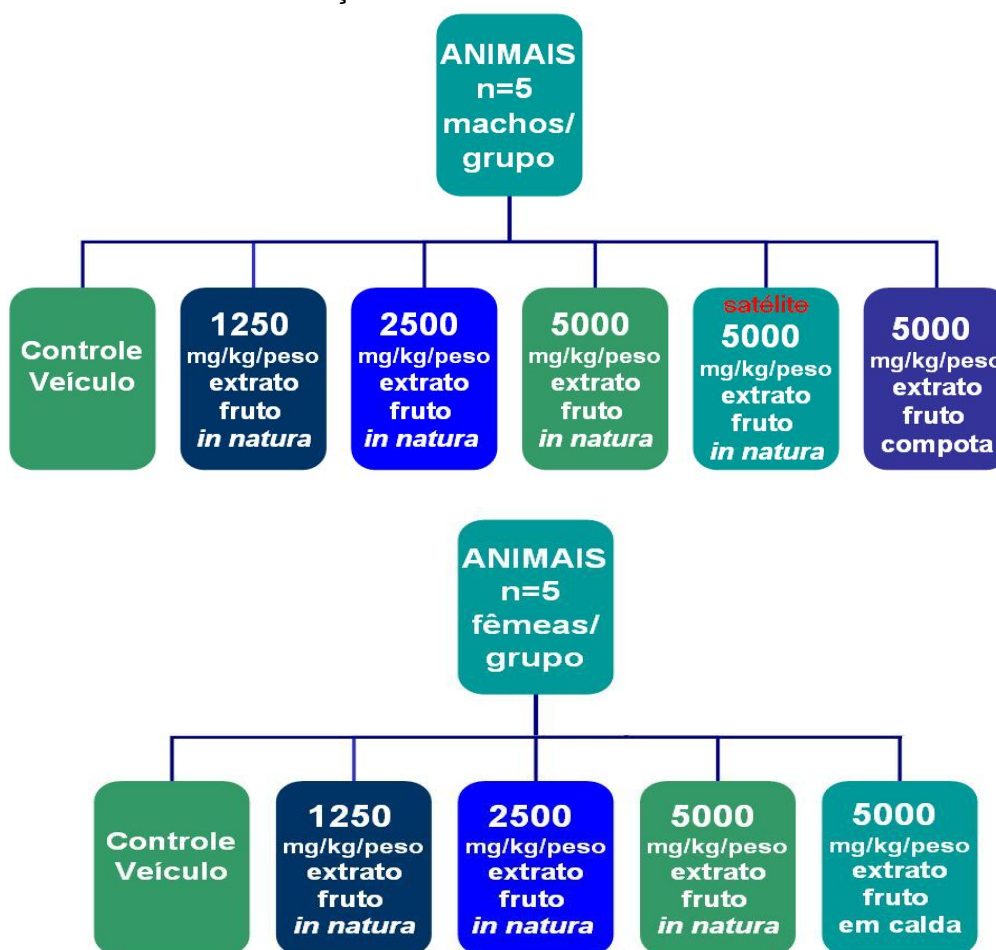 ANIMAIS
n=5
machos/
grupo
Controle
Veículo
1250
mg/kg/peso
extrato
fruto
in natura
2500
mg/kg/peso
extrato
fruto
in natura
5000
mg/kg/peso
extrato
fruto
in natura
satélite
5000
mg/kg/peso
extrato
fruto
in natura
5000
mg/kg/peso
extrato
fruto
compota
ANIMAIS
n=5
fêmeas/
grupo
Controle
Veículo
1250
mg/kg/peso
extrato
fruto
in natura
2500
mg/kg/peso
extrato
fruto
in natura
5000
mg/kg/peso
extrato
fruto
in natura
5000
mg/kg/peso
extrato
fruto
em calda